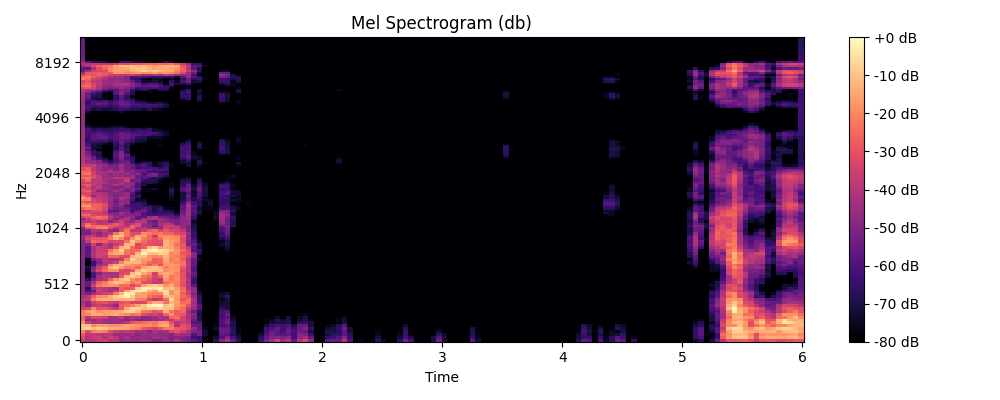 Mel Spectrogram (db)
Hz
8192
4096
2048
1024
512
0
0 1 2 3 4 5 6
Time
+0 dB
-10 dB
-20 dB
-30 dB
-40 dB
-50 dB
-60 dB
-70 dB
-80 dB